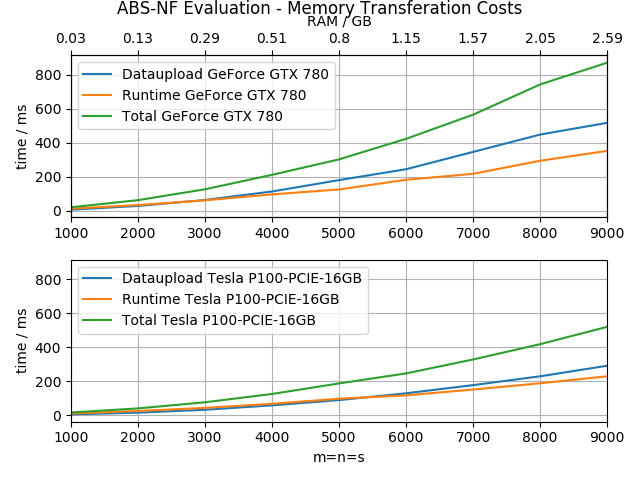 ABS-NF Evaluation - Memory Transferation Costs
RAM / GB
0.03 0.13 0.29 0.51 0.8 1.15 1.57 2.05 2.59
800
600
400
200
0
time / ms
Dataupload GeForce GTX 780
Runtime GeForce GTX 780
Total GeForce GTX 780
1000 2000 3000 4000 5000 6000 7000 8000 9000
800
600
400
200
0
time / ms
Dataupload Tesla P100-PCIE-16GB
Runtime Tesla P100-PCIE-16GB
Total Tesla P100-PCIE-16GB
1000 2000 3000 4000 5000 6000 7000 8000 9000
m=n=s